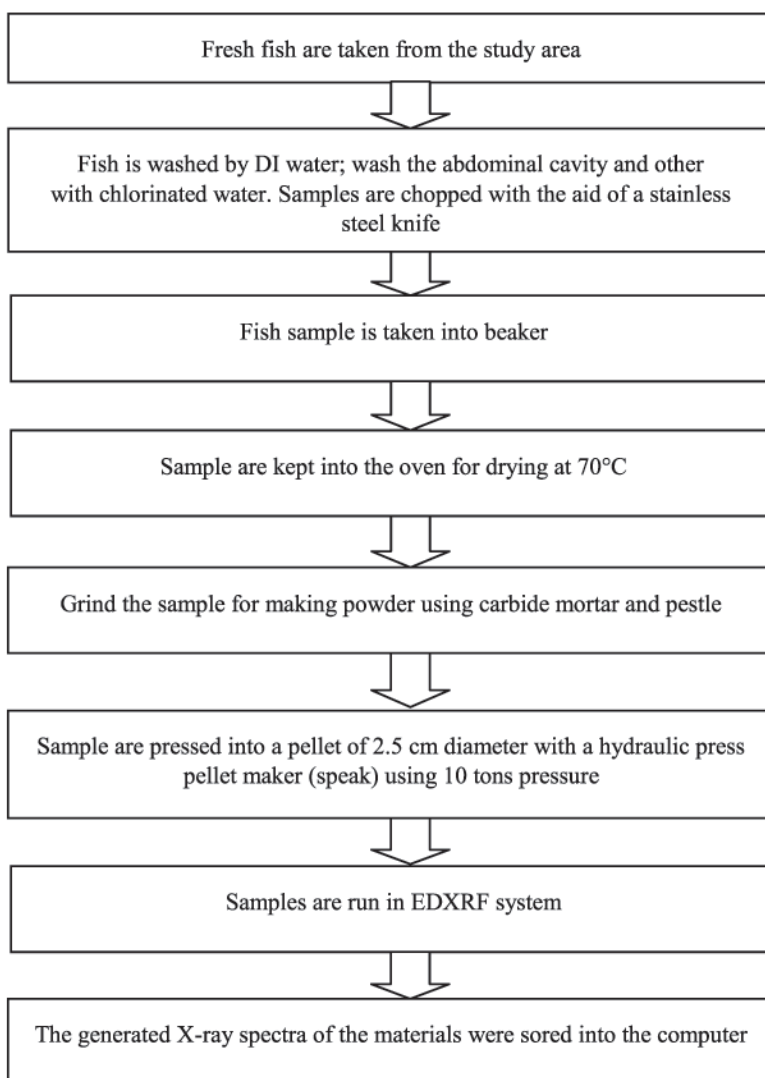 Fresh fish are taken from the study area
Fish is washed by DI water; wash the abdominal cavity and other
with chlorinated water. Samples are chopped with the aid of a stainless
steel knife
Fish sample is taken into beaker
Sample are kept into the oven for drying at 70°C
Grind the sample for making powder using carbide mortar and pestle
Sample are pressed into a pellet of 2.5 cm diameter with a hydraulic press
pellet maker (speak) using 10 tons pressure
Samples are run in EDXRF system
The generated X-ray spectra of the materials were sored into the computer